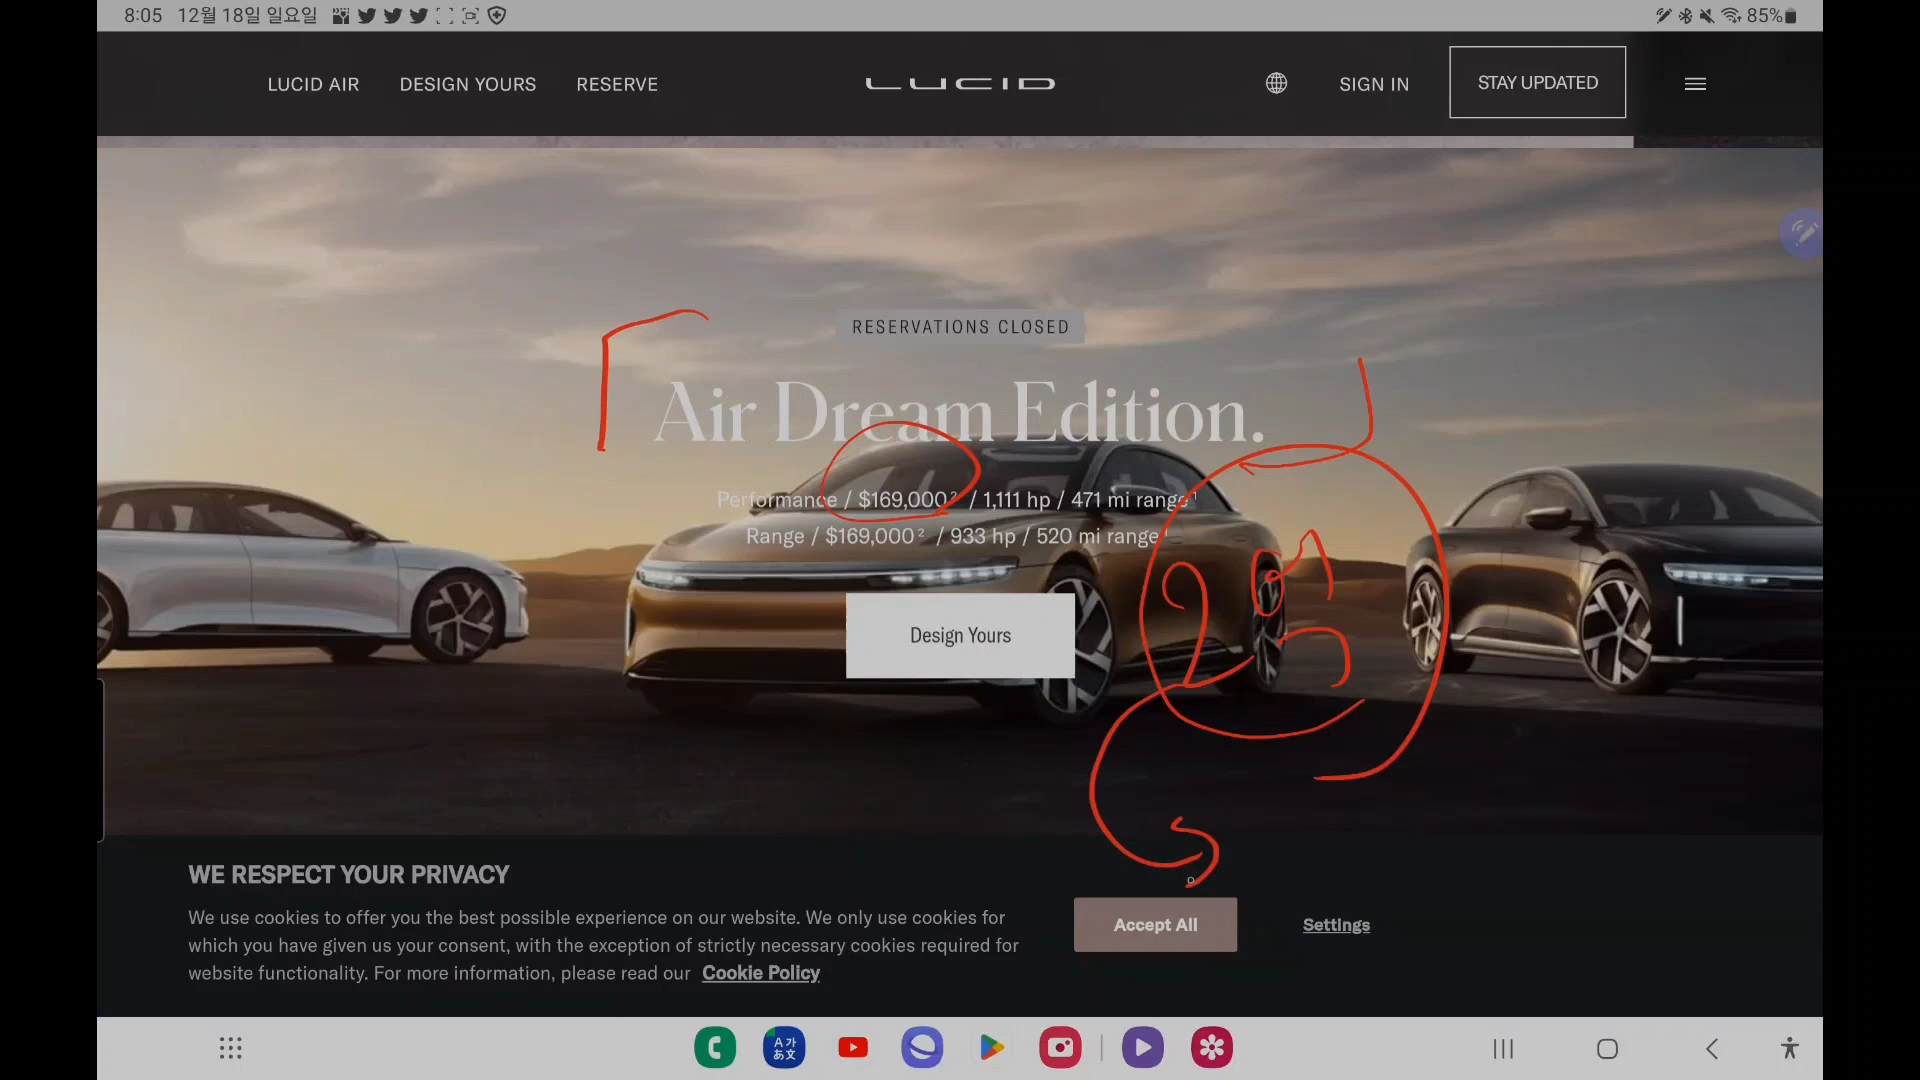 8:05 12월 18일 일요일
85%
LUCID AIR DESIGN YOURS RESERVE LUCID SIGN IN STAY UPDATED
RESERVATIONS CLOSED
Air Dream Edition.
Performance / $169,000² / 1,111 hp / 471 mi range¹
Range / $169,000² / 933 hp / 520 mi range¹
Design Yours
WE RESPECT YOUR PRIVACY
We use cookies to offer you the best possible experience on our website. We only use cookies for
which you have given us your consent, with the exception of strictly necessary cookies required for
website functionality. For more information, please read our Cookie Policy
Accept All
Settings
A 가
あ 文